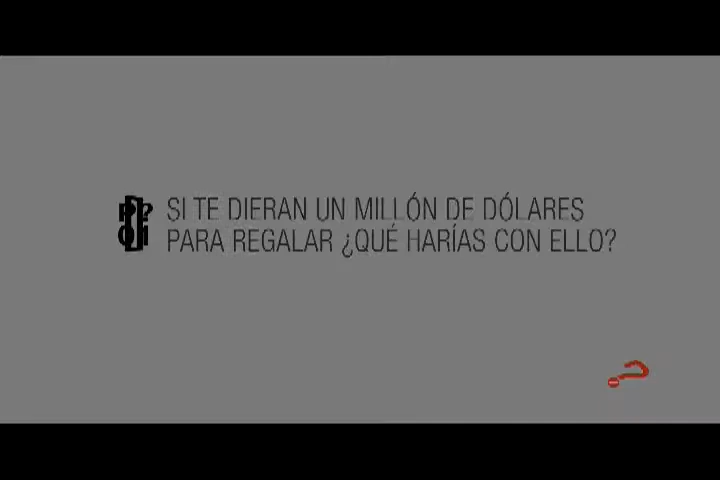 SI TE DIERAN UN MILLÓN DE DÓLARES
PARA REGALAR ¿QUÉ HARÍAS CON ELLO?